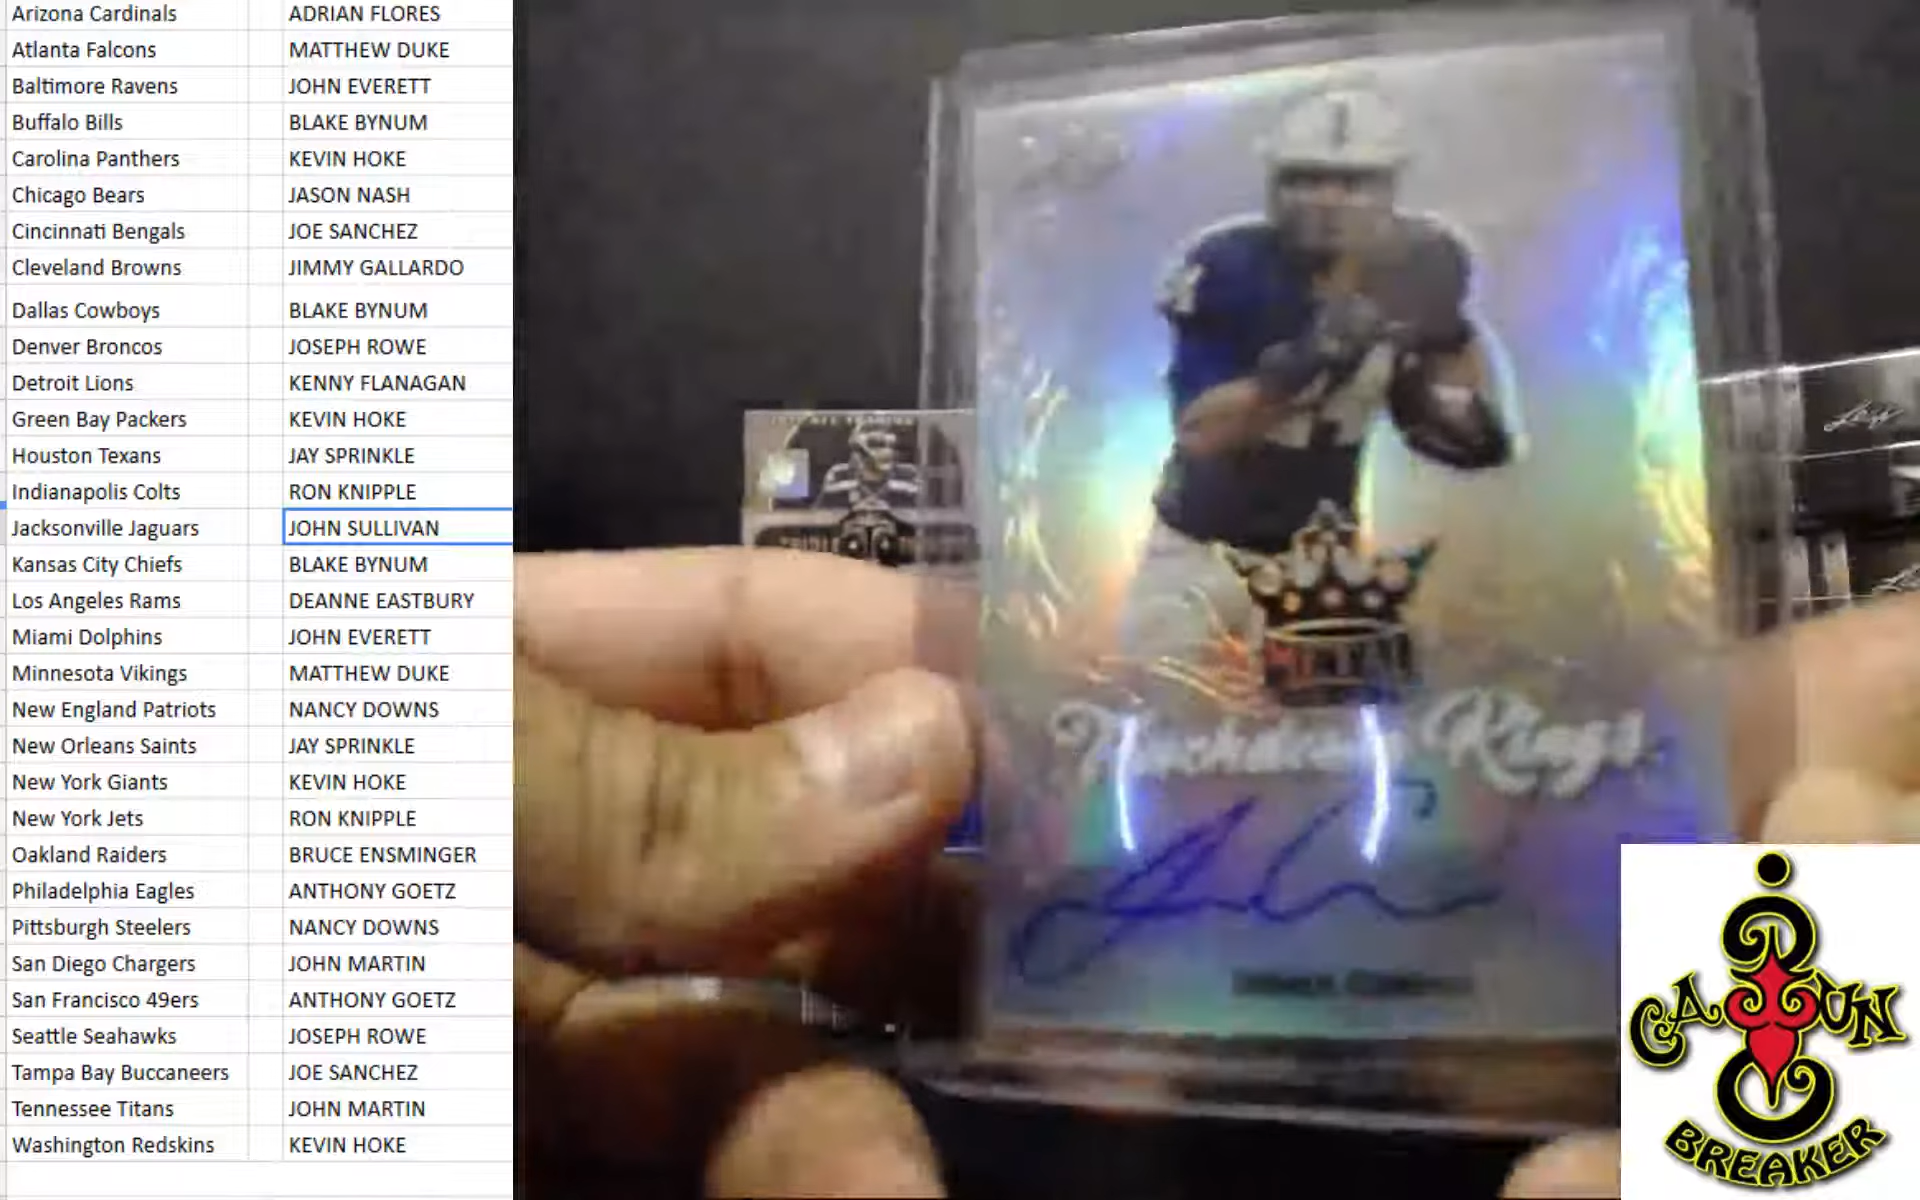 Arizona Cardinals ADRIAN FLORES
Atlanta Falcons MATTHEW DUKE
Baltimore Ravens JOHN EVERETT
Buffalo Bills BLAKE BYNUM
Carolina Panthers KEVIN HOKE
Chicago Bears JASON NASH
Cincinnati Bengals JOE SANCHEZ
Cleveland Browns JIMMY GALLARDO
Dallas Cowboys BLAKE BYNUM
Denver Broncos JOSEPH ROWE
Detroit Lions KENNY FLANAGAN
Green Bay Packers KEVIN HOKE
Houston Texans JAY SPRINKLE
Indianapolis Colts RON KNIPPLE
Jacksonville Jaguars JOHN SULLIVAN
Kansas City Chiefs BLAKE BYNUM
Los Angeles Rams DEANNE EASTBURY
Miami Dolphins JOHN EVERETT
Minnesota Vikings MATTHEW DUKE
New England Patriots NANCY DOWNS
New Orleans Saints JAY SPRINKLE
New York Giants KEVIN HOKE
New York Jets RON KNIPPLE
Oakland Raiders BRUCE ENSMINGER
Philadelphia Eagles ANTHONY GOETZ
Pittsburgh Steelers NANCY DOWNS
San Diego Chargers JOHN MARTIN
San Francisco 49ers ANTHONY GOETZ
Seattle Seahawks JOSEPH ROWE
Tampa Bay Buccaneers JOE SANCHEZ
Tennessee Titans JOHN MARTIN
Washington Redskins KEVIN HOKE
METAL
Touchdown Kings
Leaf
CAJUN
BREAKER